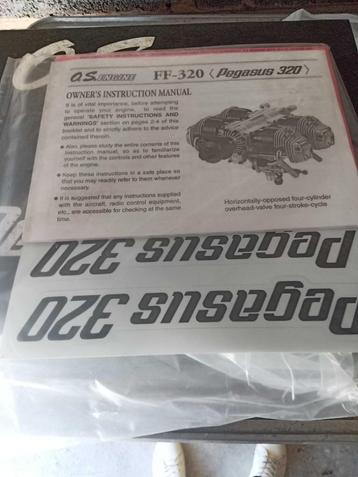 O.S. ENGINE FF-320 〈Pegasus 320〉
OWNER'S INSTRUCTION MANUAL
It is of vital importance, before attempting
to operate your engine, to read the
general "SAFETY INSTRUCTIONS AND
WARNINGS" section on pages 2-4 of this
booklet and to strictly adhere to the advice
contained therein.
● Also, please study the entire contents of this
instruction manual, so as to familiarize
yourself with the controls and other features
of the engine.
● Keep these instructions in a safe place so
that you may readily refer to them whenever
necessary.
● It is suggested that any instructions supplied
with the aircraft, radio control equipment,
etc., are accessible for checking at the same
time.
Horizontally-opposed four-cylinder
overhead-valve four-stroke-cycle
Pegasus 320
Pegasus 320